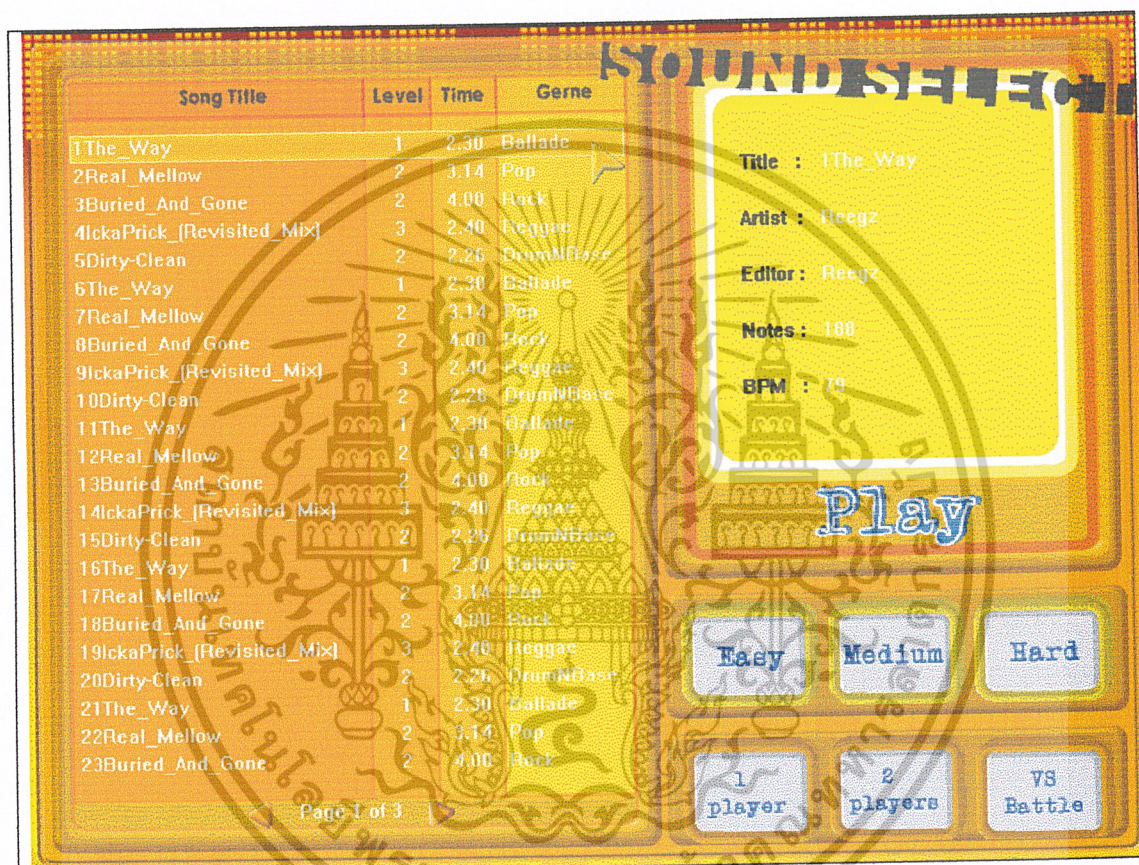 SOUND SELECT
Song Title Level Time Gerne
1The_Way 1 2.30 Ballade
2Real_Mellow 2 3.14 Pop
3Buried_And_Gone 2 4.00 Rock
4IckaPrick_(Revisited_Mix) 3 2.40 Reggae
5Dirty-Clean 2 2.26 DrumNBase
6The_Way 1 2.30 Ballade
7Real_Mellow 2 3.14 Pop
8Buried_And_Gone 2 4.00 Rock
9IckaPrick_(Revisited_Mix) 3 2.40 Reggae
10Dirty-Clean 2 2.26 DrumNBase
11The_Way 1 2.30 Ballade
12Real_Mellow 2 3.14 Pop
13Buried_And_Gone 2 4.00 Rock
14IckaPrick_(Revisited_Mix) 3 2.40 Reggae
15Dirty-Clean 2 2.26 DrumNBase
16The_Way 1 2.30 Ballade
17Real_Mellow 2 3.14 Pop
18Buried_And_Gone 2 4.00 Rock
19IckaPrick_(Revisited_Mix) 3 2.40 Reggae
20Dirty-Clean 2 2.26 DrumNBase
21The_Way 1 2.30 Ballade
22Real_Mellow 2 3.14 Pop
23Buried_And_Gone 2 4.00 Rock
Page 1 of 3
Title : 1The_Way
Artist : Reegz
Editor : Reegz
Notes : 188
BPM : 79
Play
Easy Medium Hard
1 player
2 players
VS Battle